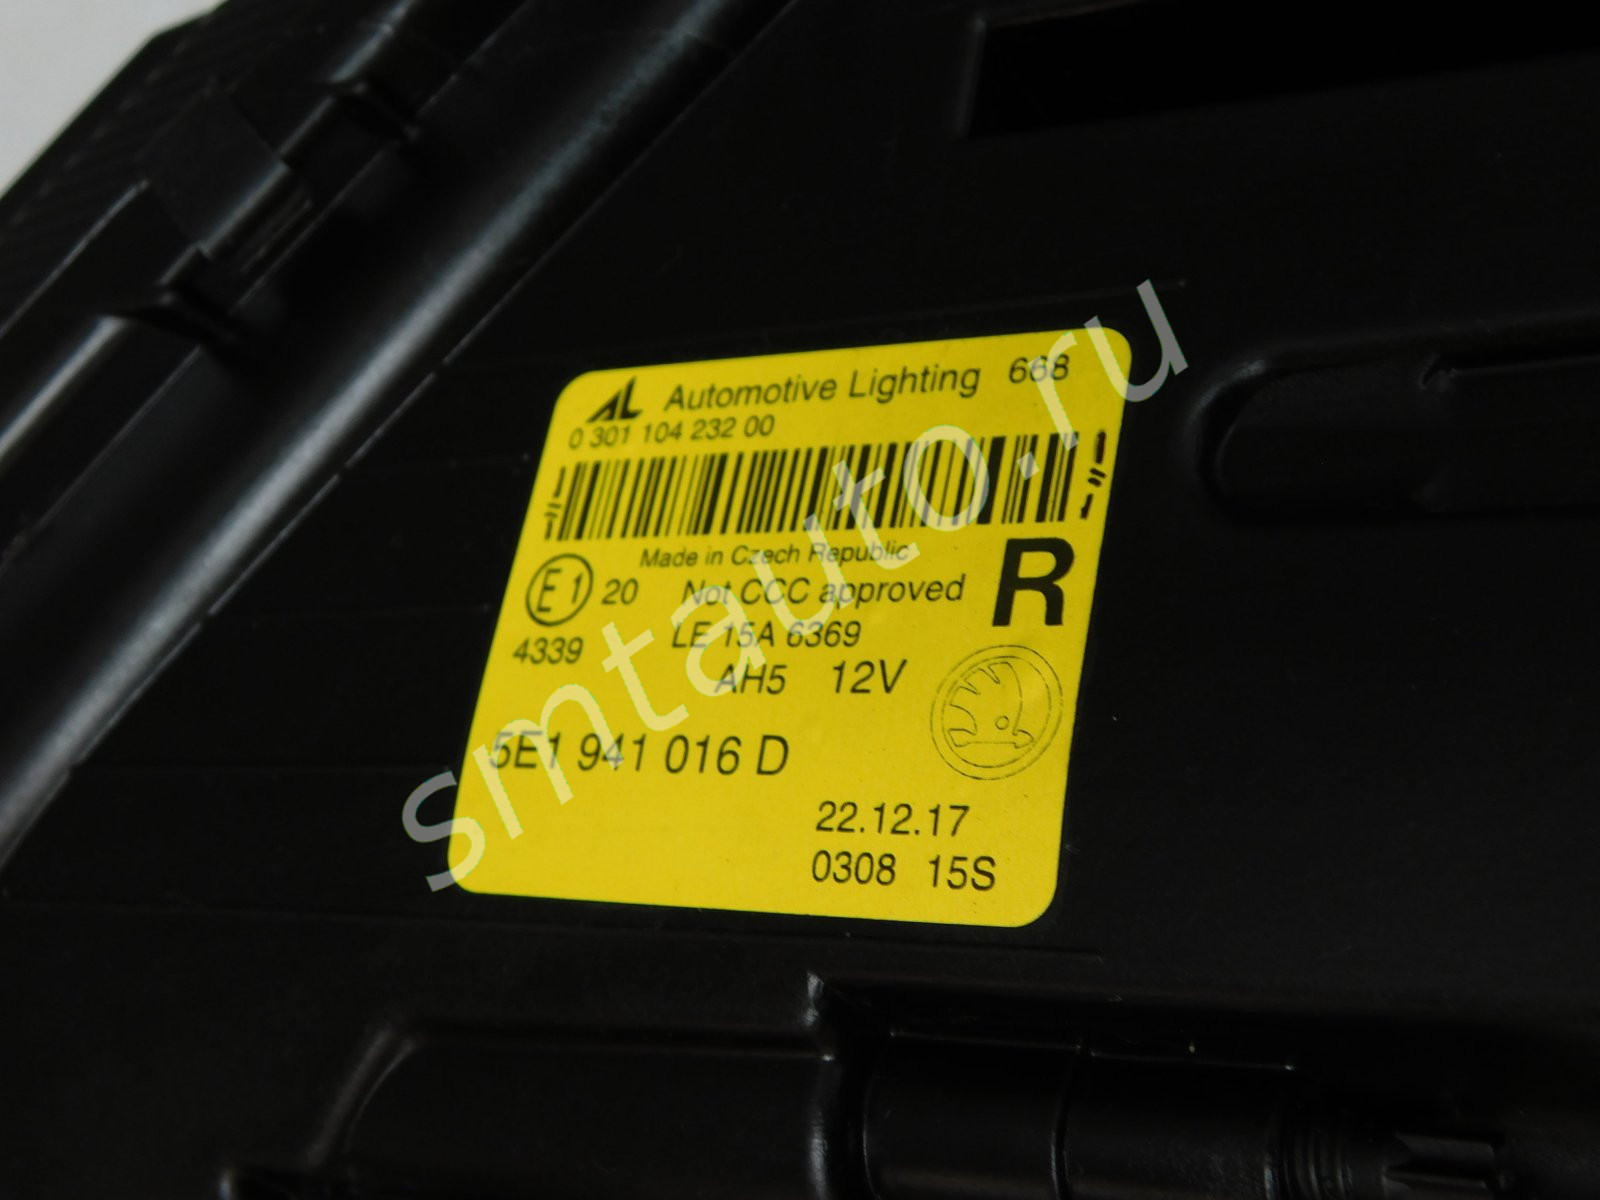 AL Automotive Lighting 668
0 301 104 232 00
Made in Czech Republic
E1 20 Not CCC approved R
4339 LE 15A 6369
AH5 12V
5E1 941 016 D
22.12.17
0308 15S
smtauto.ru